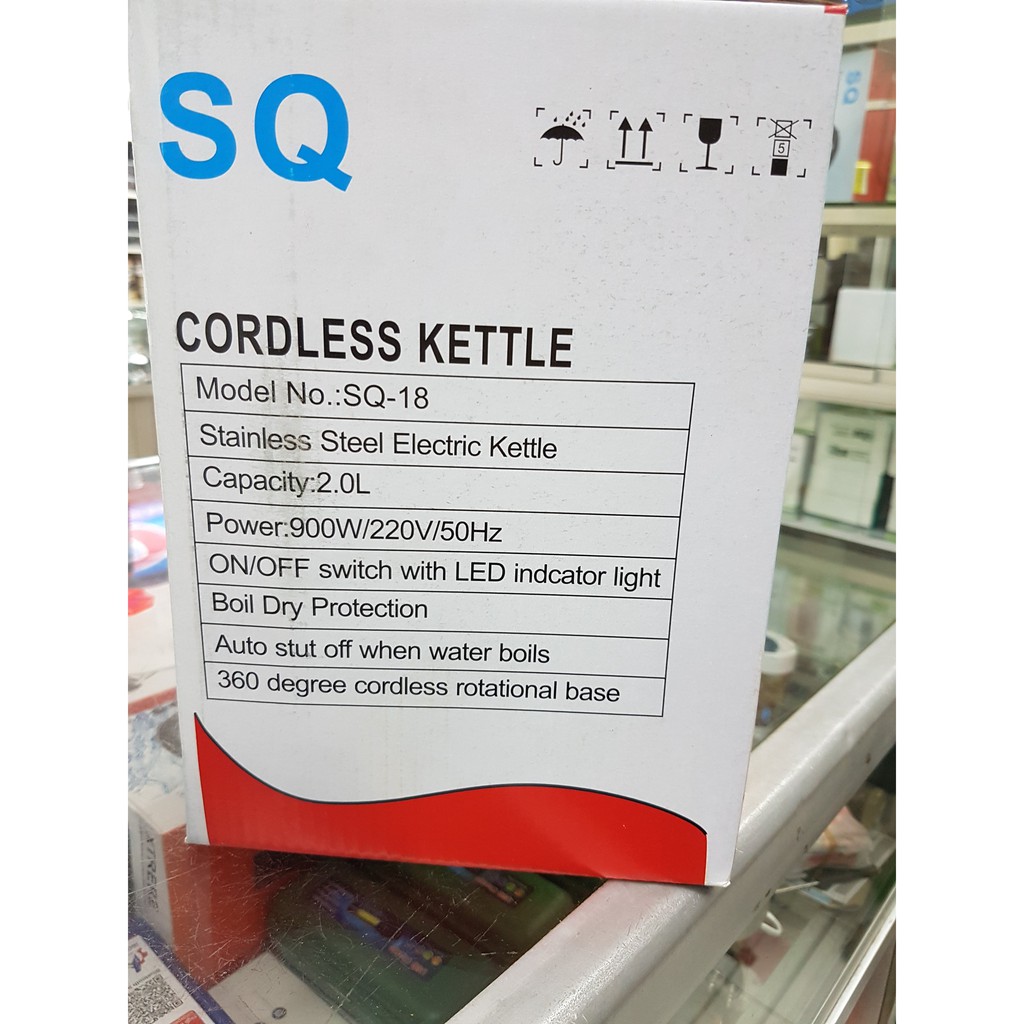 SQ
5
CORDLESS KETTLE
Model No.:SQ-18
Stainless Steel Electric Kettle
Capacity:2.0L
Power:900W/220V/50Hz
ON/OFF switch with LED indcator light
Boil Dry Protection
Auto stut off when water boils
360 degree cordless rotational base
XTREME